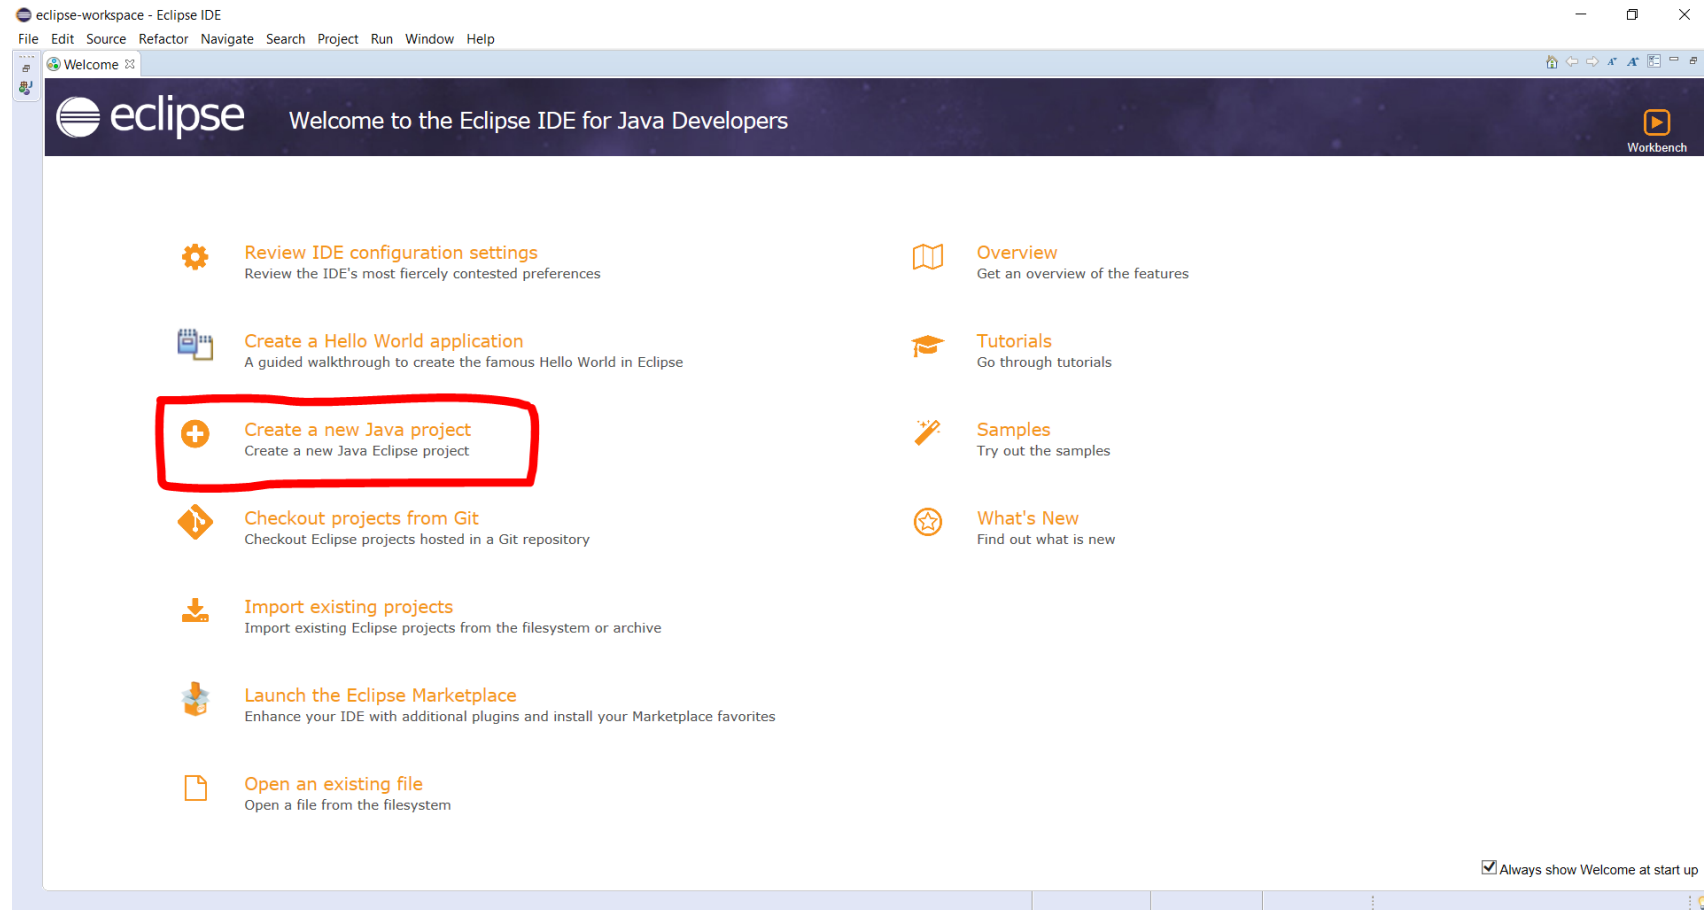 eclipse-workspace - Eclipse IDE
File Edit Source Refactor Navigate Search Project Run Window Help
Welcome
eclipse
Welcome to the Eclipse IDE for Java Developers
Workbench
Review IDE configuration settings
Review the IDE's most fiercely contested preferences
Create a Hello World application
A guided walkthrough to create the famous Hello World in Eclipse
Create a new Java project
Create a new Java Eclipse project
Checkout projects from Git
Checkout Eclipse projects hosted in a Git repository
Import existing projects
Import existing Eclipse projects from the filesystem or archive
Launch the Eclipse Marketplace
Enhance your IDE with additional plugins and install your Marketplace favorites
Open an existing file
Open a file from the filesystem
Overview
Get an overview of the features
Tutorials
Go through tutorials
Samples
Try out the samples
What's New
Find out what is new
Always show Welcome at start up